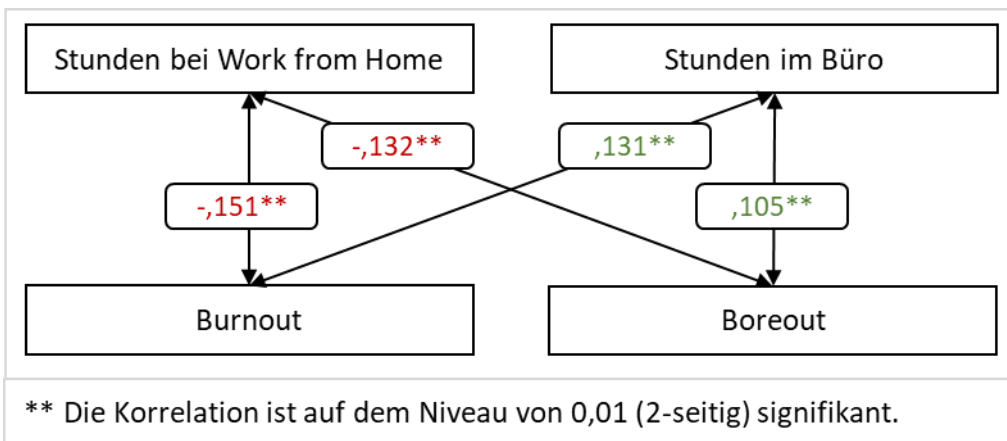 Stunden bei Work from Home
Stunden im Büro
-,132**
,131**
-,151**
,105**
Burnout
Boreout
** Die Korrelation ist auf dem Niveau von 0,01 (2-seitig) signifikant.